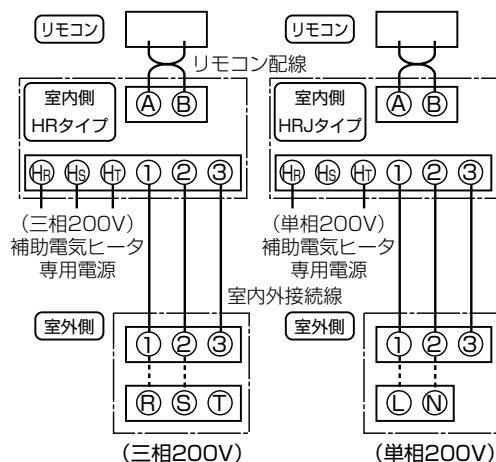 リモコン
リモコン配線
室内側
HRタイプ
A B
HR HS HT 1 2 3
(三相200V)
補助電気ヒータ
専用電源
室内外接続線
室外側
1 2 3
R S T
(三相200V)
リモコン
室内側
HRJタイプ
A B
HR HS HT 1 2 3
(単相200V)
補助電気ヒータ
専用電源
室外側
1 2 3
L N
(単相200V)